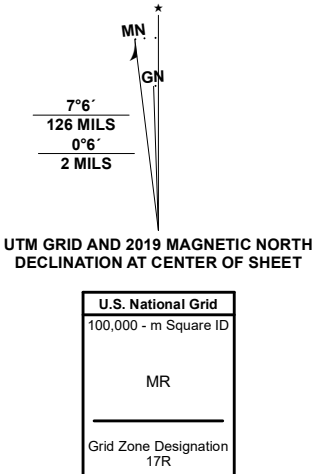 ★
MN
GN
7°6´
126 MILS
0°6´
2 MILS
UTM GRID AND 2019 MAGNETIC NORTH
DECLINATION AT CENTER OF SHEET
U.S. National Grid
100,000 - m Square ID
MR
Grid Zone Designation
17R